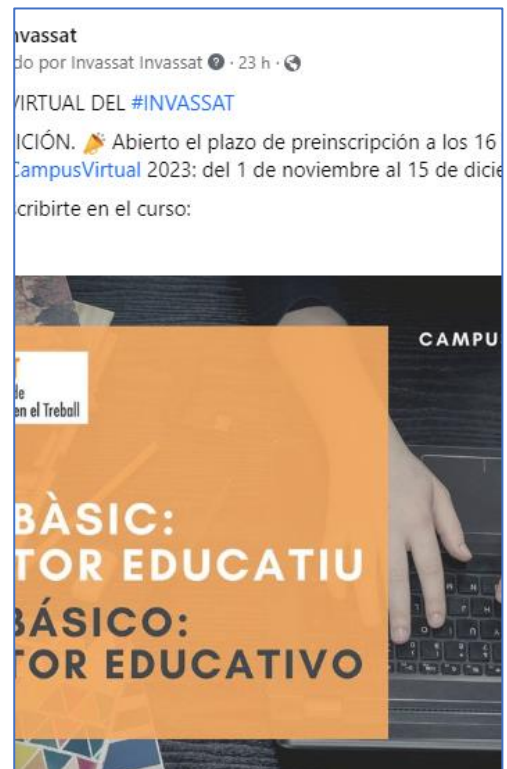 nvassat
do por Invassat Invassat · 23 h ·
VIRTUAL DEL #INVASSAT
ICIÓN. 🎉 Abierto el plazo de preinscripción a los 16
CampusVirtual 2023: del 1 de noviembre al 15 de dicie
cribirte en el curso:
CAMPU
T
de
en el Treball
BÀSIC:
TOR EDUCATIU
BÁSICO:
TOR EDUCATIVO